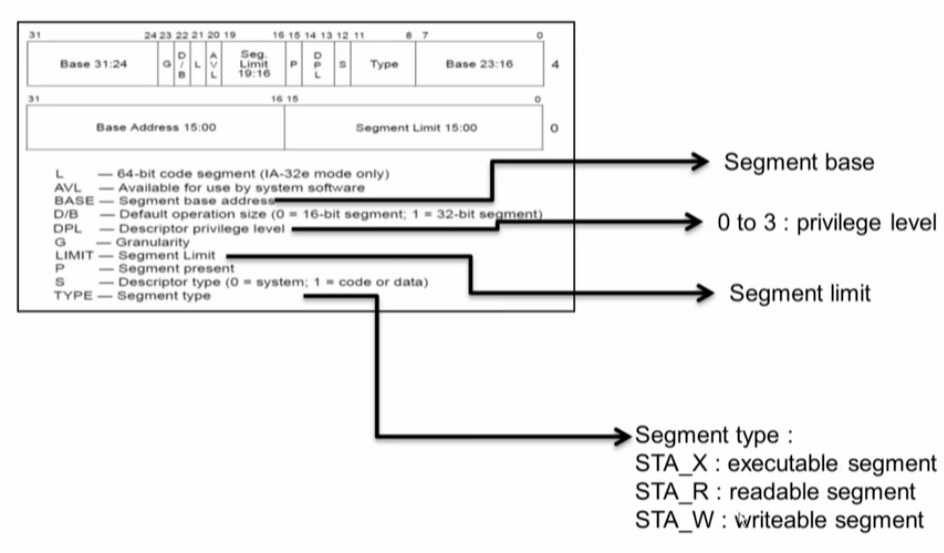 31 24 23 22 21 20 19 16 15 14 13 12 11 8 7 0
Base 31:24 G D/B L AVL Seg. Limit 19:16 P DPL S Type Base 23:16 4
31 16 15 0
Base Address 15:00 Segment Limit 15:00 0
L — 64-bit code segment (IA-32e mode only)
AVL — Available for use by system software
BASE — Segment base address
D/B — Default operation size (0 = 16-bit segment; 1 = 32-bit segment)
DPL — Descriptor privilege level
G — Granularity
LIMIT — Segment Limit
P — Segment present
S — Descriptor type (0 = system; 1 = code or data)
TYPE — Segment type
Segment base
0 to 3 : privilege level
Segment limit
Segment type :
STA_X : executable segment
STA_R : readable segment
STA_W : writeable segment